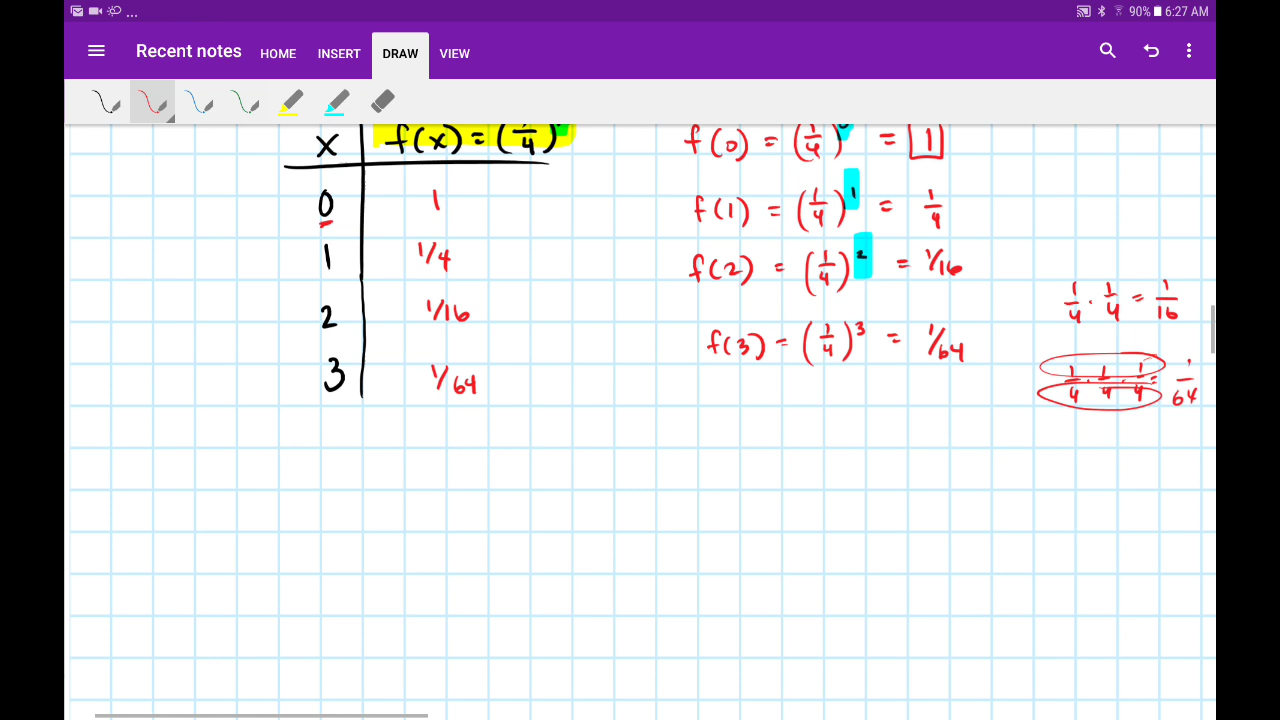 ... 90% 6:27 AM
Recent notes HOME INSERT DRAW VIEW
x f(x) = (1/4)
0 1
1 1/4
2 1/16
3 1/64
f(0) = (1/4)^0 = 1
f(1) = (1/4)^1 = 1/4
f(2) = (1/4)^2 = 1/16
f(3) = (1/4)^3 = 1/64
1/4 · 1/4 = 1/16
1/4 · 1/4 · 1/4 = 1/64